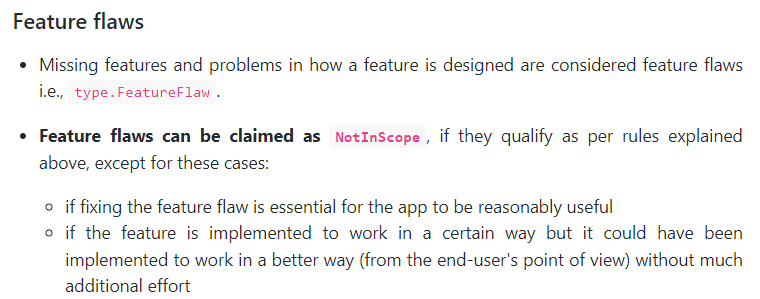 Feature flaws
• Missing features and problems in how a feature is designed are considered feature flaws
i.e., type.FeatureFlaw .
• Feature flaws can be claimed as NotInScope , if they qualify as per rules explained
above, except for these cases:
◦ if fixing the feature flaw is essential for the app to be reasonably useful
◦ if the feature is implemented to work in a certain way but it could have been
implemented to work in a better way (from the end-user's point of view) without much
additional effort